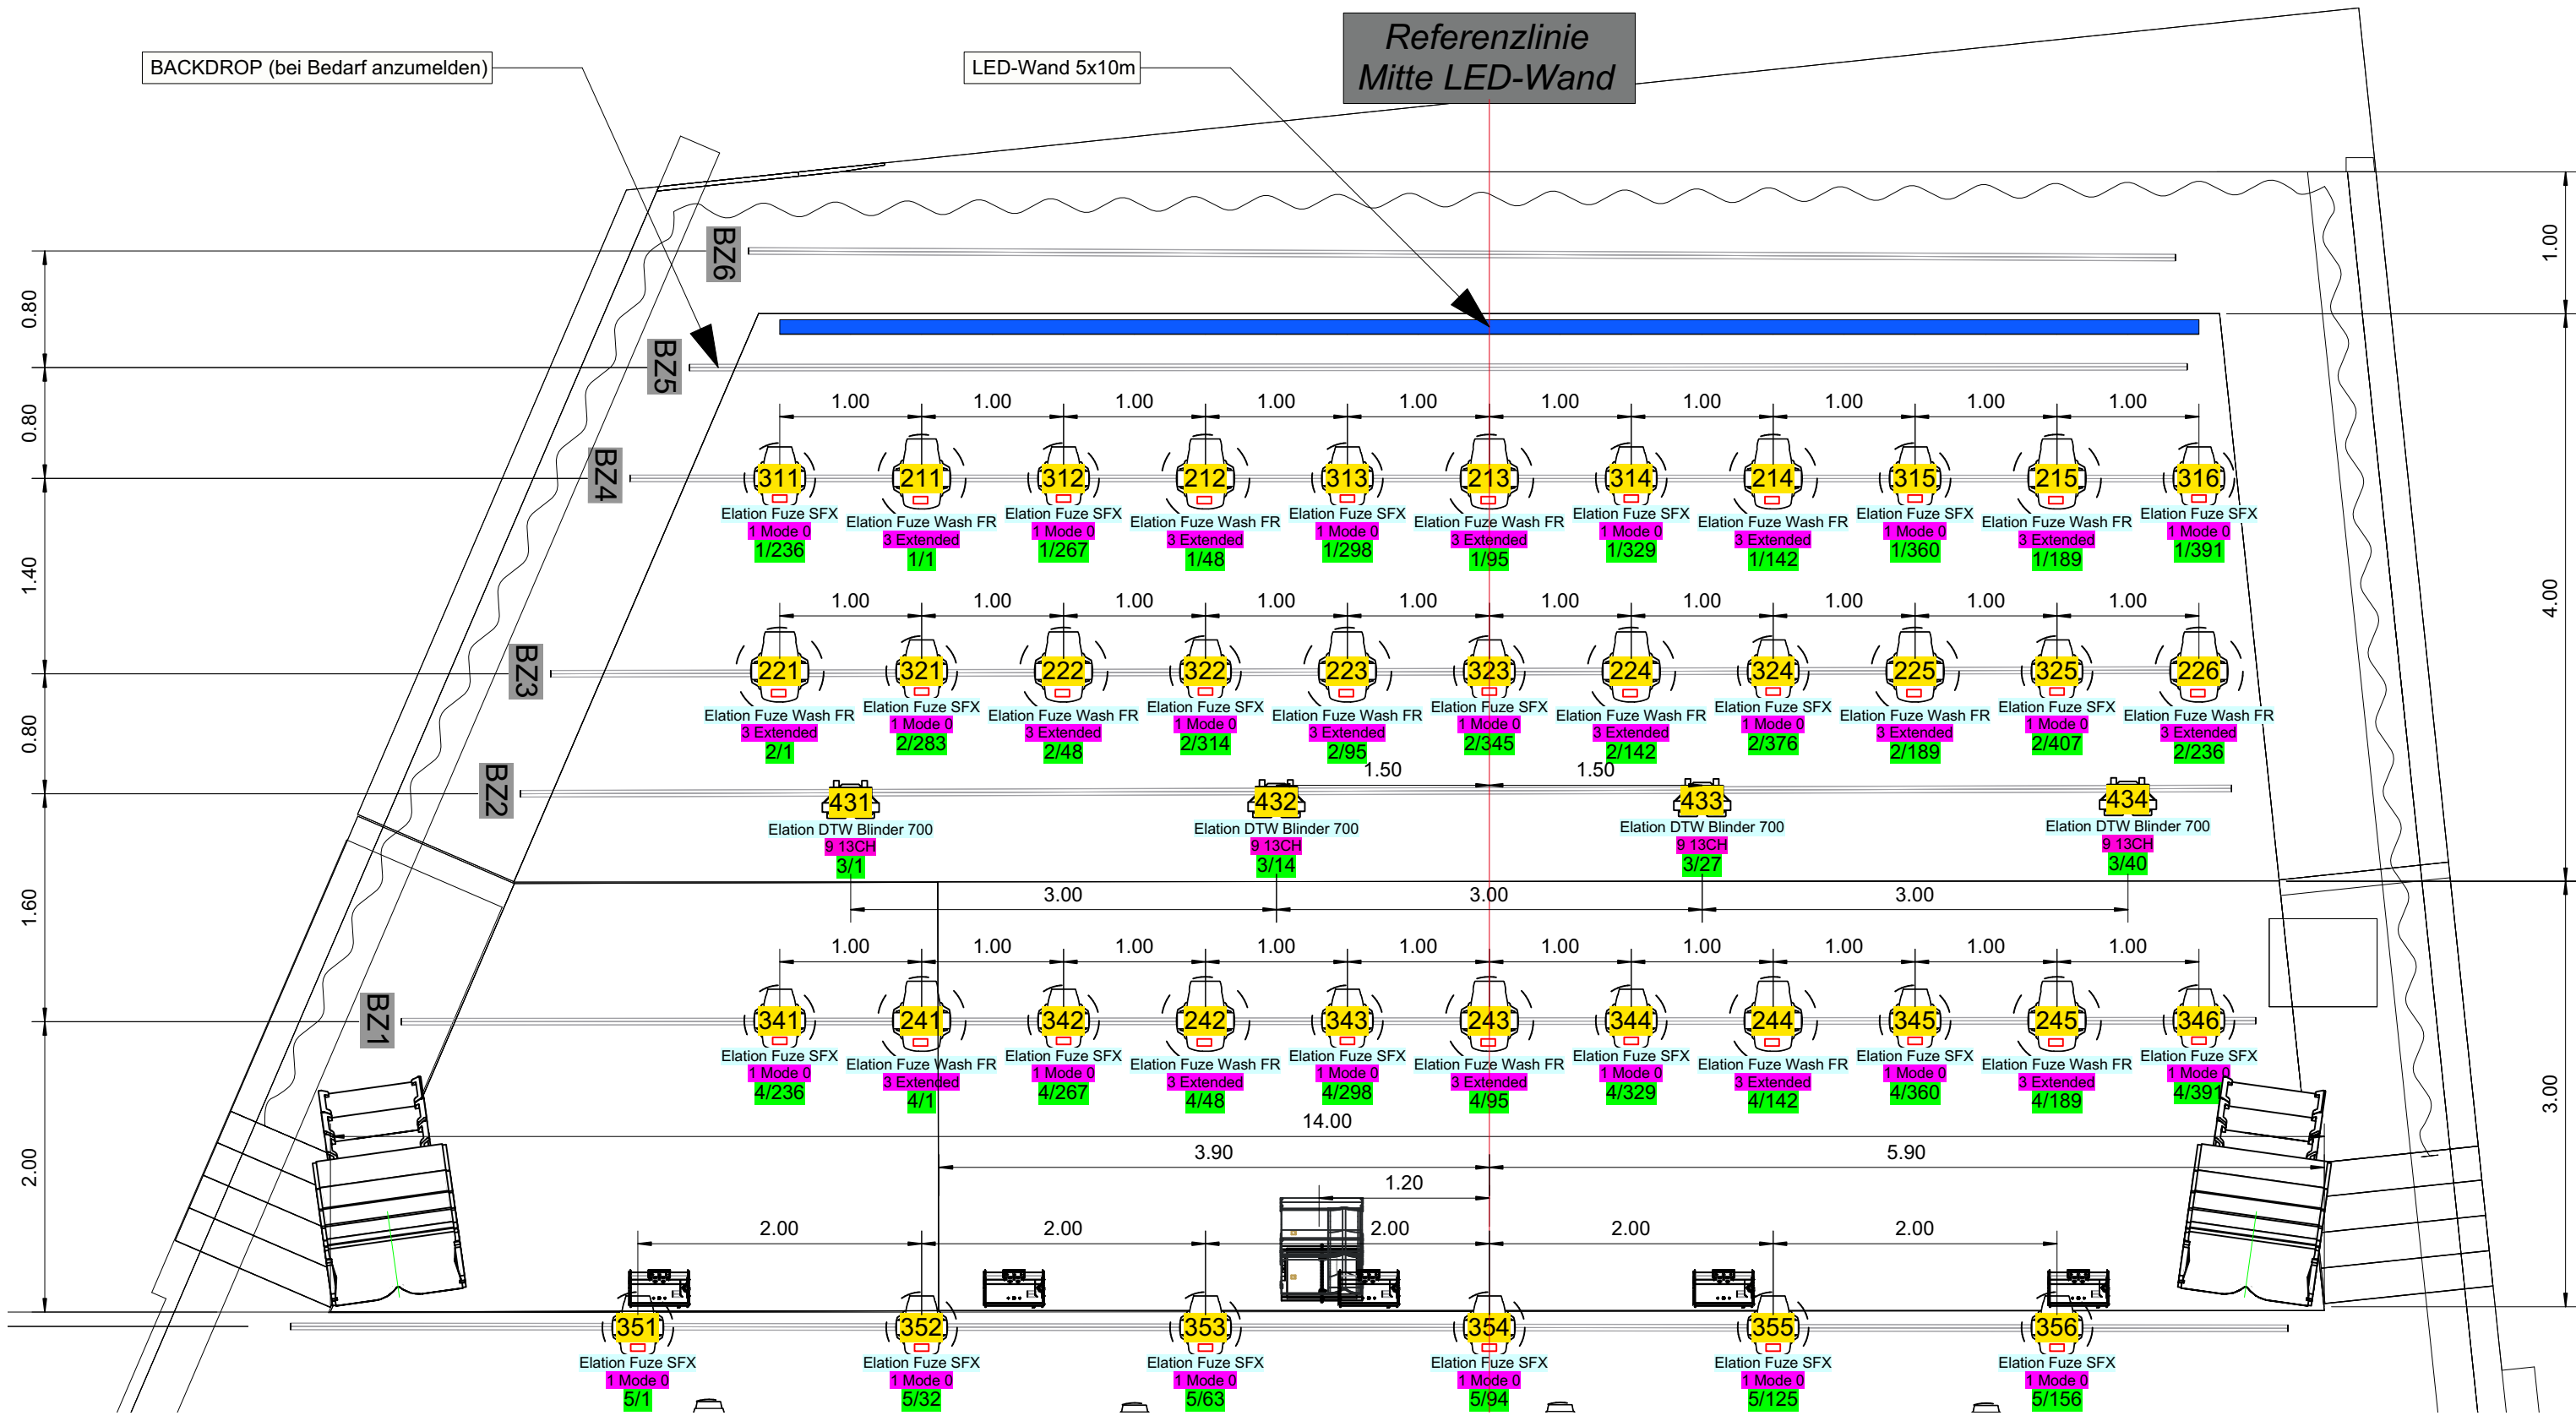 Referenzlinie
Mitte LED-Wand
BACKDROP (bei Bedarf anzumelden)
LED-Wand 5x10m
BZ6
1.00
0.80
BZ5
0.80
1.00 1.00 1.00 1.00 1.00 1.00 1.00 1.00 1.00 1.00
BZ4
311 211 312 212 313 213 314 214 315 215 316
Elation Fuze SFX Elation Fuze Wash FR Elation Fuze SFX Elation Fuze Wash FR Elation Fuze SFX Elation Fuze Wash FR Elation Fuze SFX Elation Fuze Wash FR Elation Fuze SFX Elation Fuze Wash FR Elation Fuze SFX
1 Mode 0 3 Extended 1 Mode 0 3 Extended 1 Mode 0 3 Extended 1 Mode 0 3 Extended 1 Mode 0 3 Extended 1 Mode 0
1/236 1/1 1/267 1/48 1/298 1/95 1/329 1/142 1/360 1/189 1/391
1.40
4.00
1.00 1.00 1.00 1.00 1.00 1.00 1.00 1.00 1.00 1.00
BZ3
221 321 222 322 223 323 224 324 225 325 226
Elation Fuze Wash FR Elation Fuze SFX Elation Fuze Wash FR Elation Fuze SFX Elation Fuze Wash FR Elation Fuze SFX Elation Fuze Wash FR Elation Fuze SFX Elation Fuze Wash FR Elation Fuze SFX Elation Fuze Wash FR
3 Extended 1 Mode 0 3 Extended 1 Mode 0 3 Extended 1 Mode 0 3 Extended 1 Mode 0 3 Extended 1 Mode 0 3 Extended
2/1 2/283 2/48 2/314 2/95 2/345 2/142 2/376 2/189 2/407 2/236
0.80
1.50 1.50
BZ2
431 432 433 434
Elation DTW Blinder 700 Elation DTW Blinder 700 Elation DTW Blinder 700 Elation DTW Blinder 700
9 13CH 9 13CH 9 13CH 9 13CH
3/1 3/14 3/27 3/40
1.60
3.00 3.00 3.00
1.00 1.00 1.00 1.00 1.00 1.00 1.00 1.00 1.00 1.00
BZ1
341 241 342 242 343 243 344 244 345 245 346
Elation Fuze SFX Elation Fuze Wash FR Elation Fuze SFX Elation Fuze Wash FR Elation Fuze SFX Elation Fuze Wash FR Elation Fuze SFX Elation Fuze Wash FR Elation Fuze SFX Elation Fuze Wash FR Elation Fuze SFX
1 Mode 0 3 Extended 1 Mode 0 3 Extended 1 Mode 0 3 Extended 1 Mode 0 3 Extended 1 Mode 0 3 Extended 1 Mode 0
4/236 4/1 4/267 4/48 4/298 4/95 4/329 4/142 4/360 4/189 4/391
3.00
14.00
2.00
3.90 5.90
1.20
2.00 2.00 2.00 2.00 2.00
351 352 353 354 355 356
Elation Fuze SFX Elation Fuze SFX Elation Fuze SFX Elation Fuze SFX Elation Fuze SFX Elation Fuze SFX
1 Mode 0 1 Mode 0 1 Mode 0 1 Mode 0 1 Mode 0 1 Mode 0
5/1 5/32 5/63 5/94 5/125 5/156